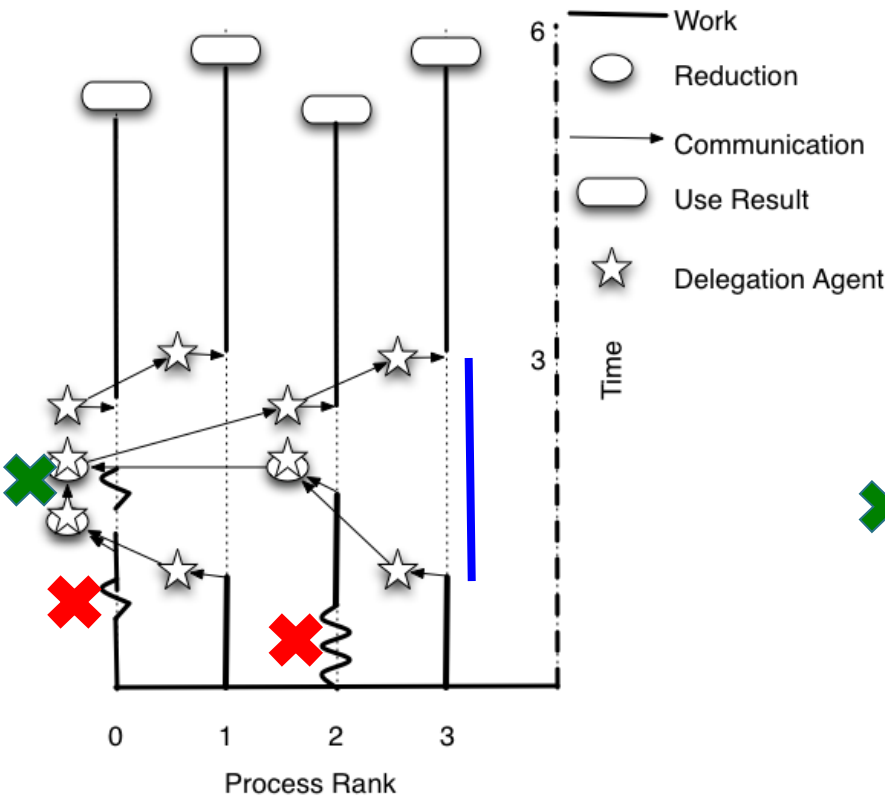 6
Work
Reduction
Communication
Use Result
Delegation Agent
3
Time
0 1 2 3
Process Rank